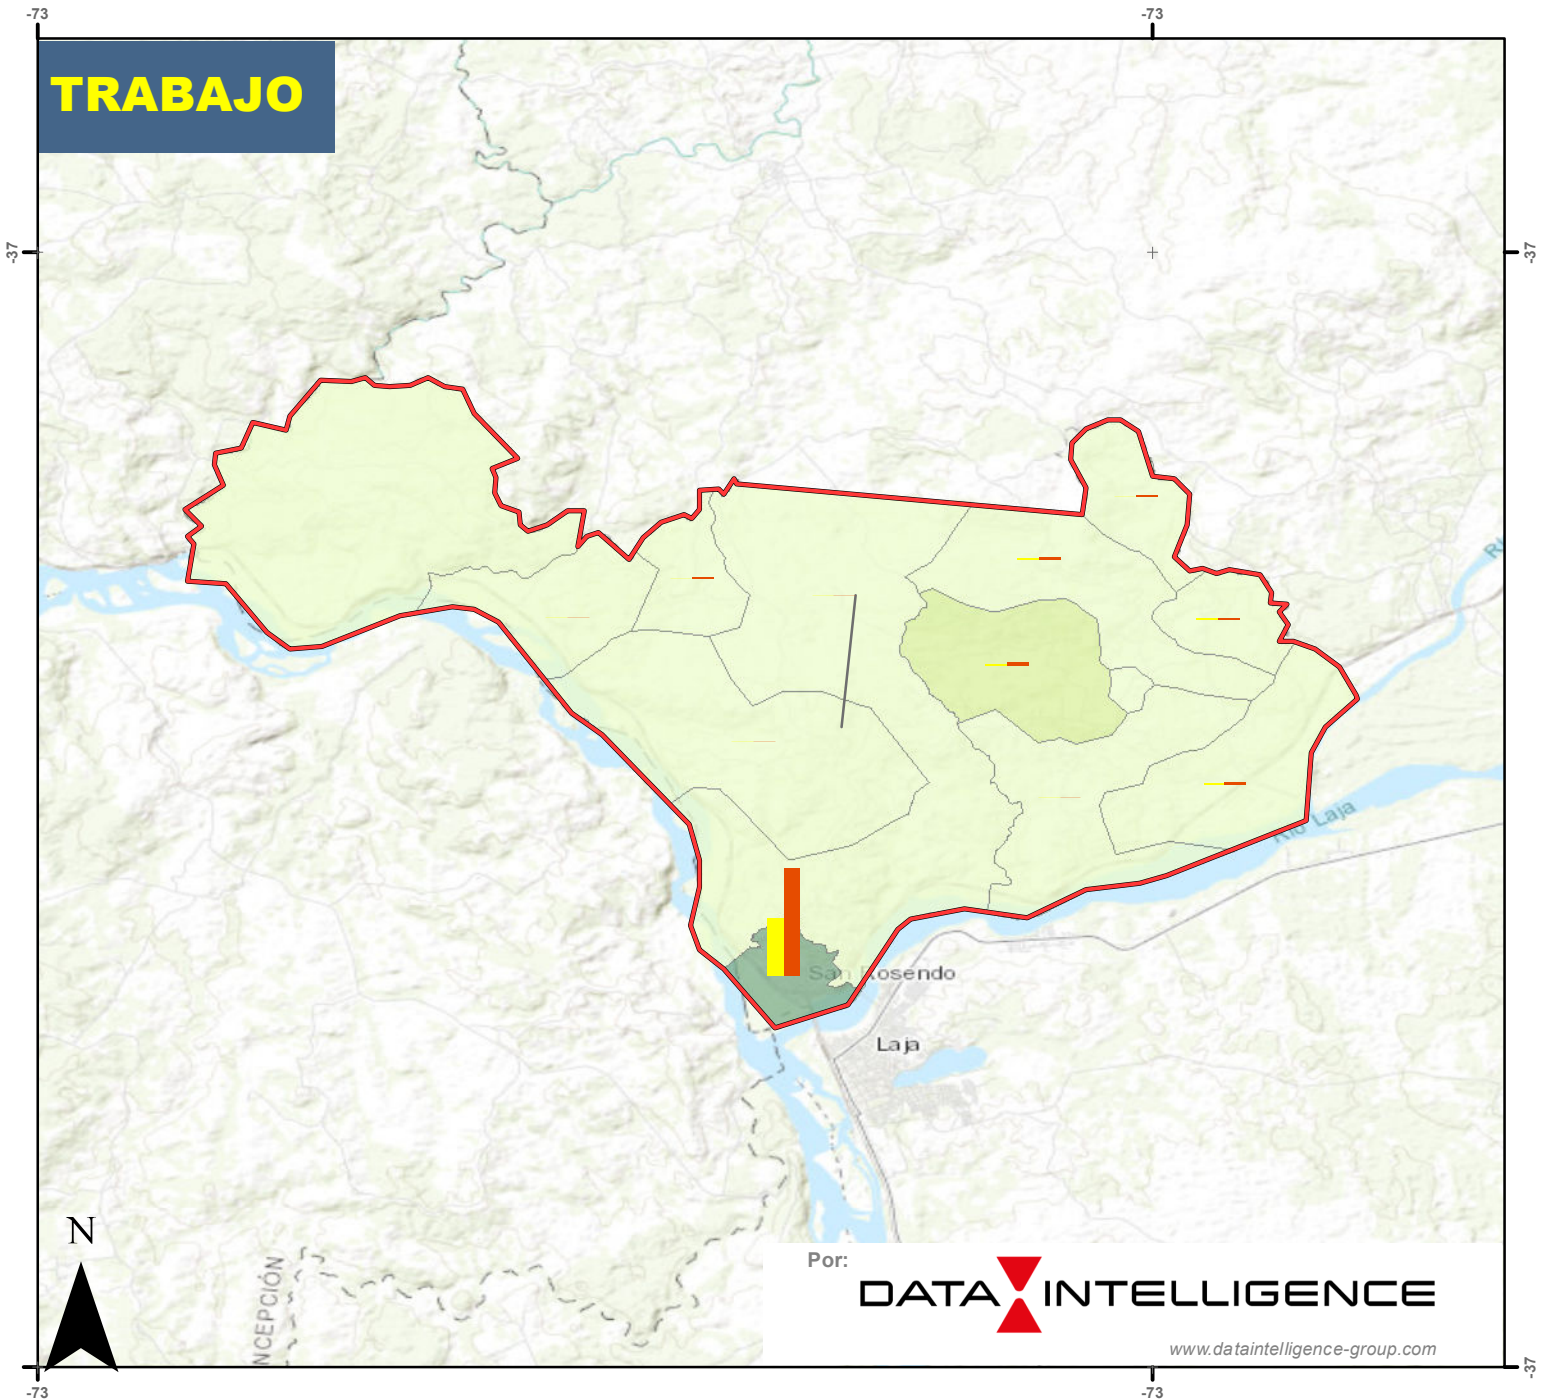 -73
-73
TRABAJO
-37
-37
Río Laja
San Rosendo
Laja
N
NCEPCIÓN
Por:
DATA INTELLIGENCE
www.dataintelligence-group.com
-37
-73
-73